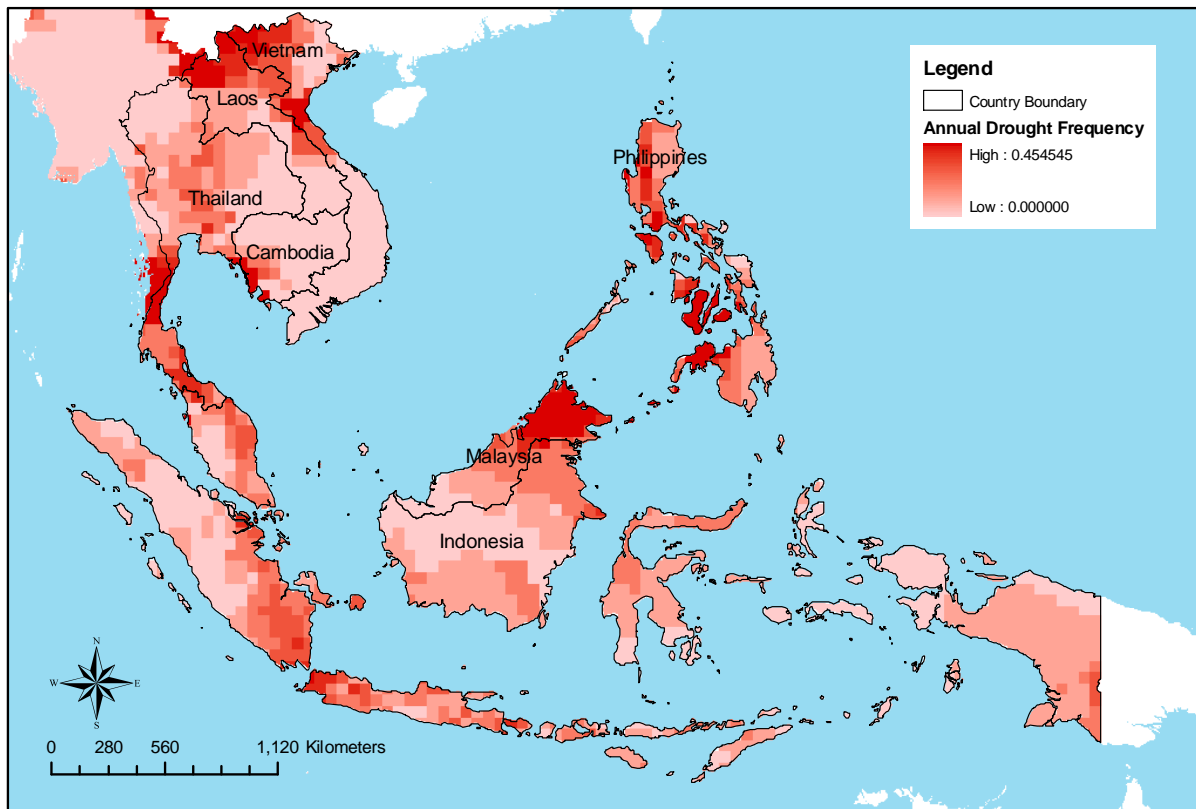 Vietnam
Laos
Thailand
Cambodia
Philippines
Malaysia
Indonesia
Legend
Country Boundary
Annual Drought Frequency
High : 0.454545
Low : 0.000000
N
W E
S
0 280 560 1,120 Kilometers